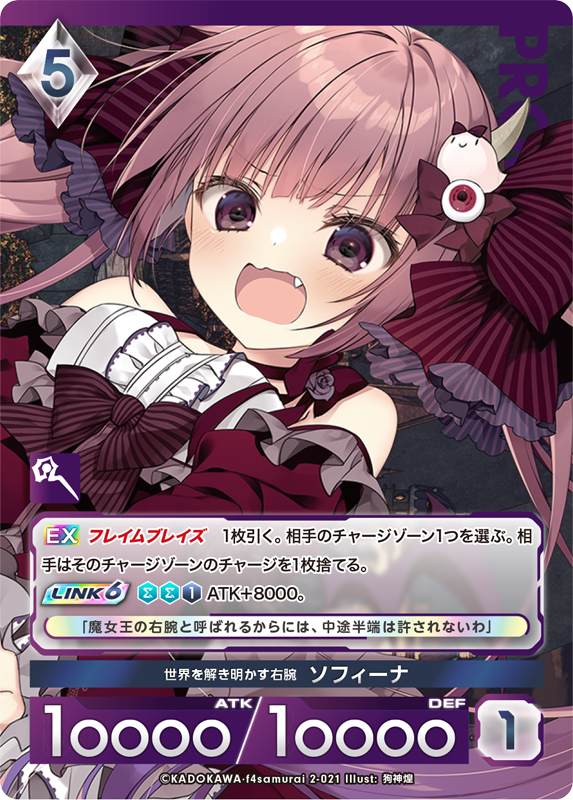 5
PRO
EX フレイムブレイズ 1枚引く。相手のチャージゾーン1つを選ぶ。相
手はそのチャージゾーンのチャージを1枚捨てる。
LINK6 Σ Σ 1 ATK+8000。
「魔女王の右腕と呼ばれるからには、中途半端は許されないわ」
世界を解き明かす右腕 ソフィーナ
ATK DEF
10000/10000 1
©KADOKAWA·f4samurai 2-021 Illust: 狗神煌